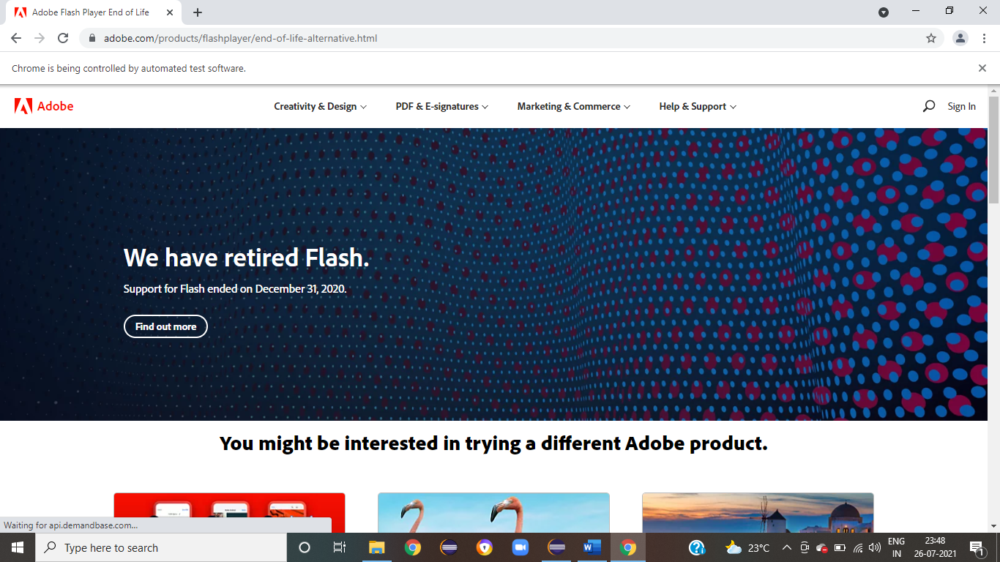 Adobe Flash Player End of Life
adobe.com/products/flashplayer/end-of-life-alternative.html
Chrome is being controlled by automated test software.
Adobe Creativity & Design PDF & E-signatures Marketing & Commerce Help & Support Sign In
We have retired Flash.
Support for Flash ended on December 31, 2020.
Find out more
You might be interested in trying a different Adobe product.
Waiting for api.demandbase.com...
Type here to search
23°C
ENG
IN
23:48
26-07-2021
1